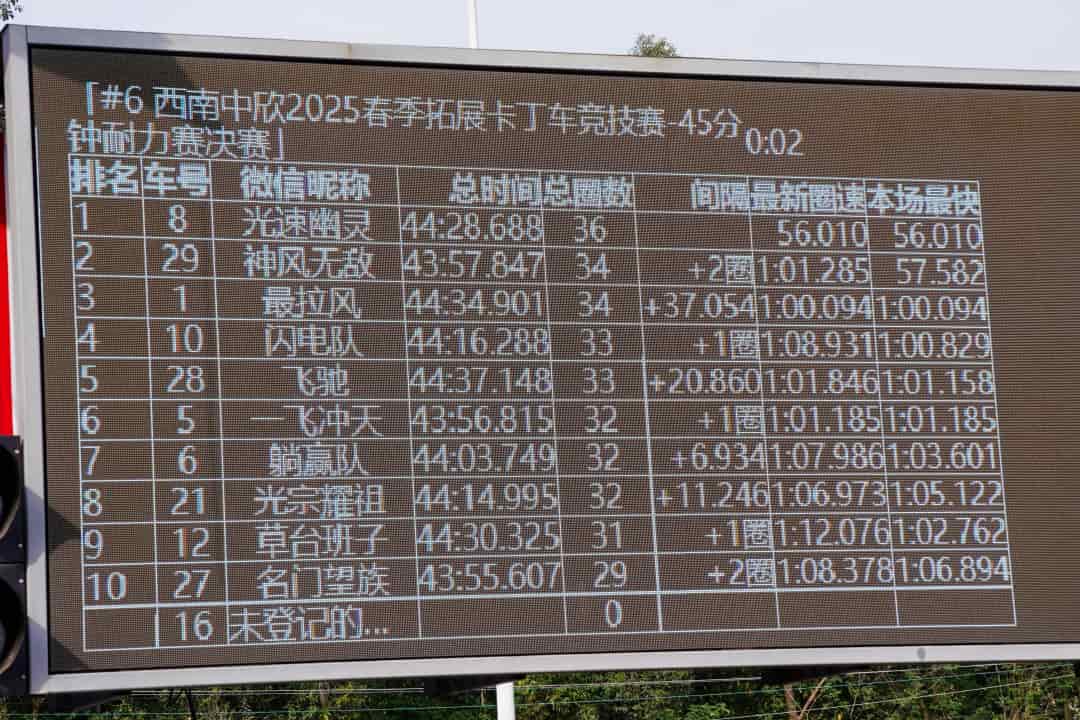 「#6 西南中欣2025春季拓展卡丁车竞技赛-45分
钟耐力赛决赛」 0:02
排名 车号 微信昵称 总时间 总圈数 间隔 最新圈速 本场最快
1 8 光速幽灵 44:28.688 36 56.010 56.010
2 29 神风无敌 43:57.847 34 +2圈 1:01.285 57.582
3 1 最拉风 44:34.901 34 +37.054 1:00.094 1:00.094
4 10 闪电队 44:16.288 33 +1圈 1:08.931 1:00.829
5 28 飞驰 44:37.148 33 +20.860 1:01.846 1:01.158
6 5 一飞冲天 43:56.815 32 +1圈 1:01.185 1:01.185
7 6 躺赢队 44:03.749 32 +6.934 1:07.986 1:03.601
8 21 光宗耀祖 44:14.995 32 +11.246 1:06.973 1:05.122
9 12 草台班子 44:30.325 31 +1圈 1:12.076 1:02.762
10 27 名门望族 43:55.607 29 +2圈 1:08.378 1:06.894
16 未登记的... 0